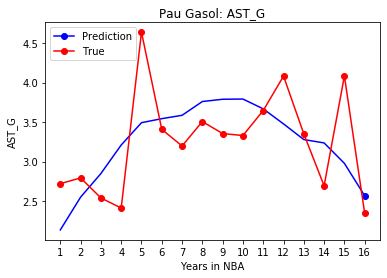 Pau Gasol: AST_G
Prediction
True
AST_G
4.5
4.0
3.5
3.0
2.5
1 2 3 4 5 6 7 8 9 10 11 12 13 14 15 16
Years in NBA